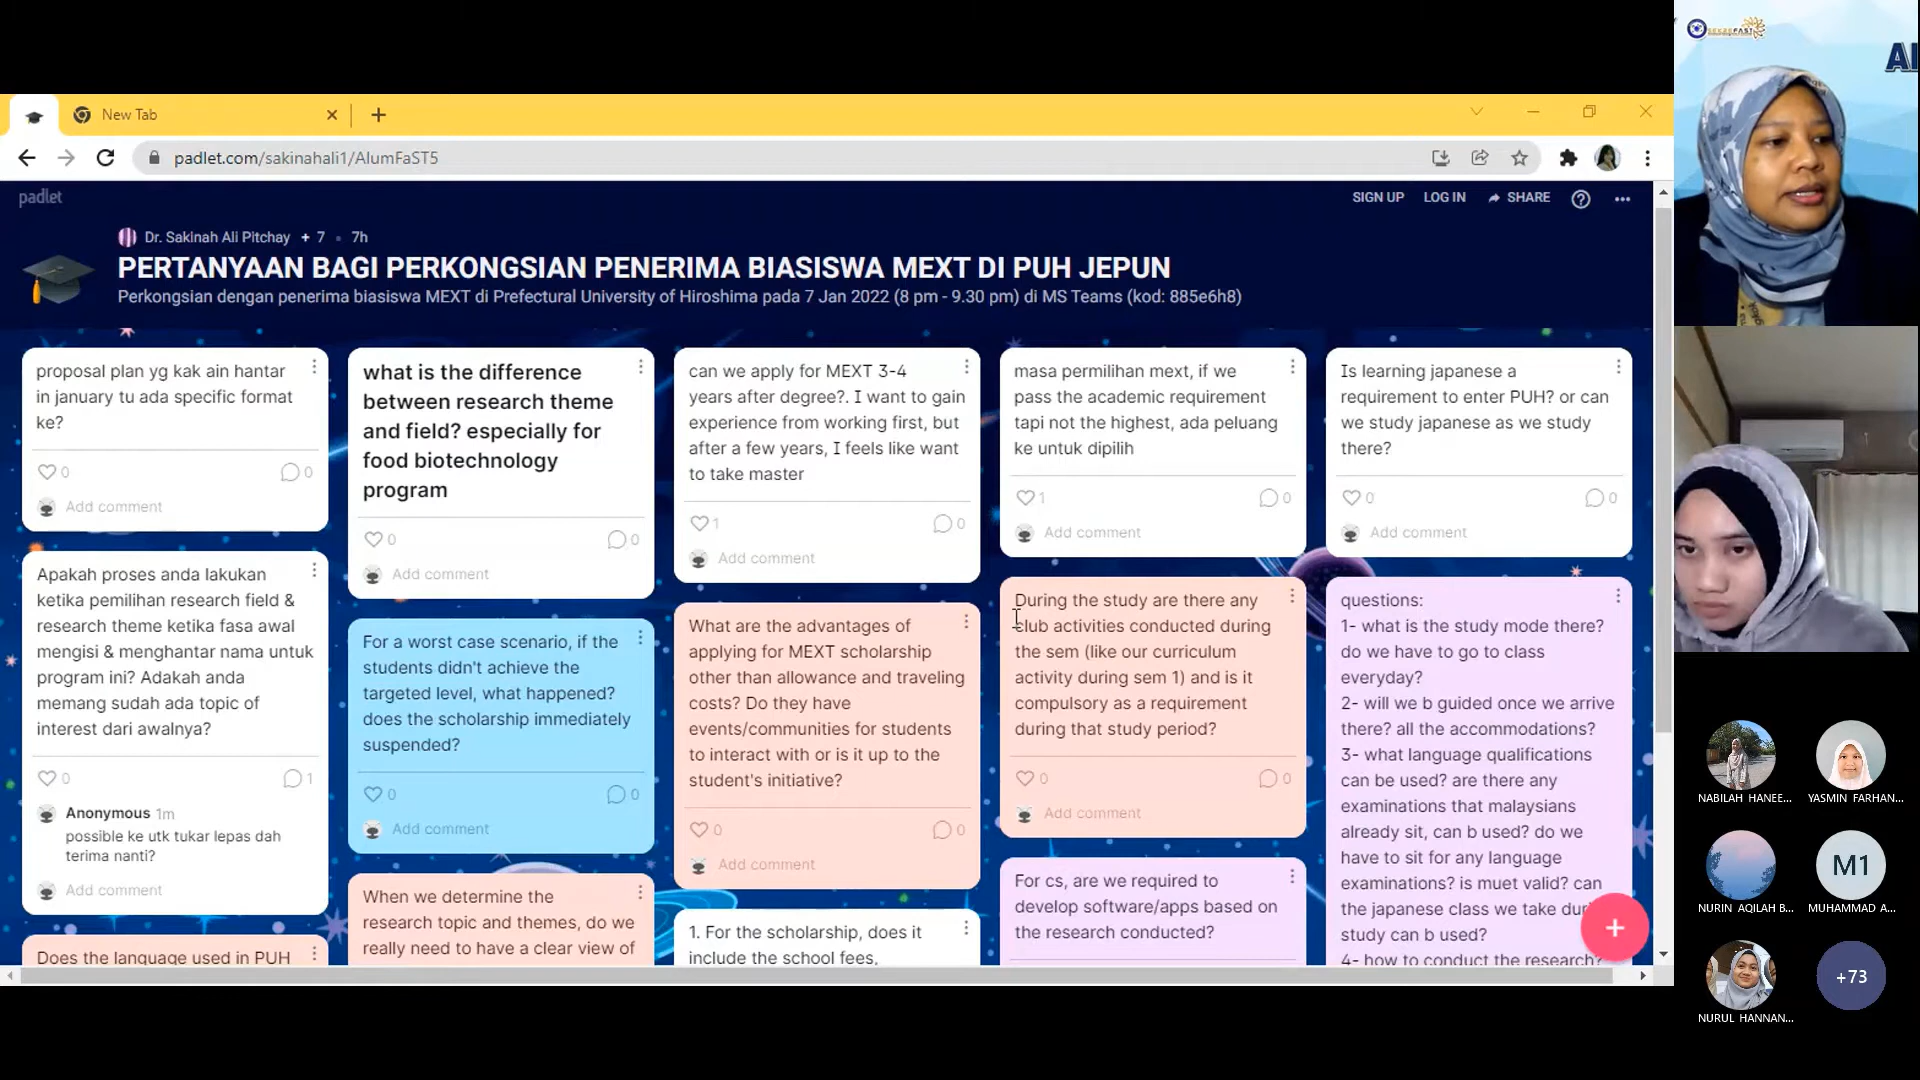 New Tab
padlet.com/sakinahali1/AlumFaST5
padlet
SIGN UP
LOG IN
SHARE
Dr. Sakinah Ali Pitchay + 7 7h
PERTANYAAN BAGI PERKONGSIAN PENERIMA BIASISWA MEXT DI PUH JEPUN
Perkongsian dengan penerima biasiswa MEXT di Prefectural University of Hiroshima pada 7 Jan 2022 (8 pm - 9.30 pm) di MS Teams (kod: 885e6h8)
proposal plan yg kak ain hantar
in january tu ada specific format
ke?
0
0
Add comment
Apakah proses anda lakukan
ketika pemilihan research field &
research theme ketika fasa awal
mengisi & menghantar nama untuk
program ini? Adakah anda
memang sudah ada topic of
interest dari awalnya?
0
1
Anonymous 1m
possible ke utk tukar lepas dah
terima nanti?
Add comment
Does the language used in PUH
what is the difference
between research theme
and field? especially for
food biotechnology
program
0
0
Add comment
For a worst case scenario, if the
students didn't achieve the
targeted level, what happened?
does the scholarship immediately
suspended?
0
0
Add comment
When we determine the
research topic and themes, do we
really need to have a clear view of
can we apply for MEXT 3-4
years after degree?. I want to gain
experience from working first, but
after a few years, I feels like want
to take master
1
0
Add comment
What are the advantages of
applying for MEXT scholarship
other than allowance and traveling
costs? Do they have
events/communities for students
to interact with or is it up to the
student's initiative?
0
0
Add comment
1. For the scholarship, does it
include the school fees,
masa permilihan mext, if we
pass the academic requirement
tapi not the highest, ada peluang
ke untuk dipilih
1
0
Add comment
During the study are there any
club activities conducted during
the sem (like our curriculum
activity during sem 1) and is it
compulsory as a requirement
during that study period?
0
0
Add comment
For cs, are we required to
develop software/apps based on
the research conducted?
Is learning japanese a
requirement to enter PUH? or can
we study japanese as we study
there?
0
0
Add comment
questions:
1- what is the study mode there?
do we have to go to class
everyday?
2- will we b guided once we arrive
there? all the accommodations?
3- what language qualifications
can be used? are there any
examinations that malaysians
already sit, can b used? do we
have to sit for any language
examinations? is muet valid? can
the japanese class we take
study can b used?
4- how to conduct the research?
NABILAH HANEE...
YASMIN FARHAN...
M1
NURIN AQILAH B...
MUHAMMAD A...
+73
NURUL HANNAN...